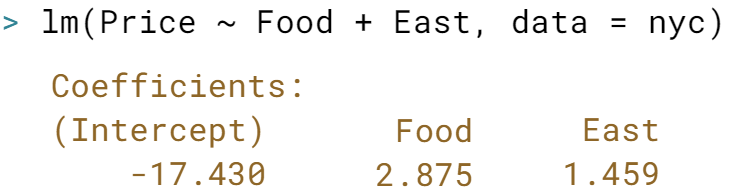 > lm(Price ~ Food + East, data = nyc)
Coefficients:
(Intercept) Food East
-17.430 2.875 1.459